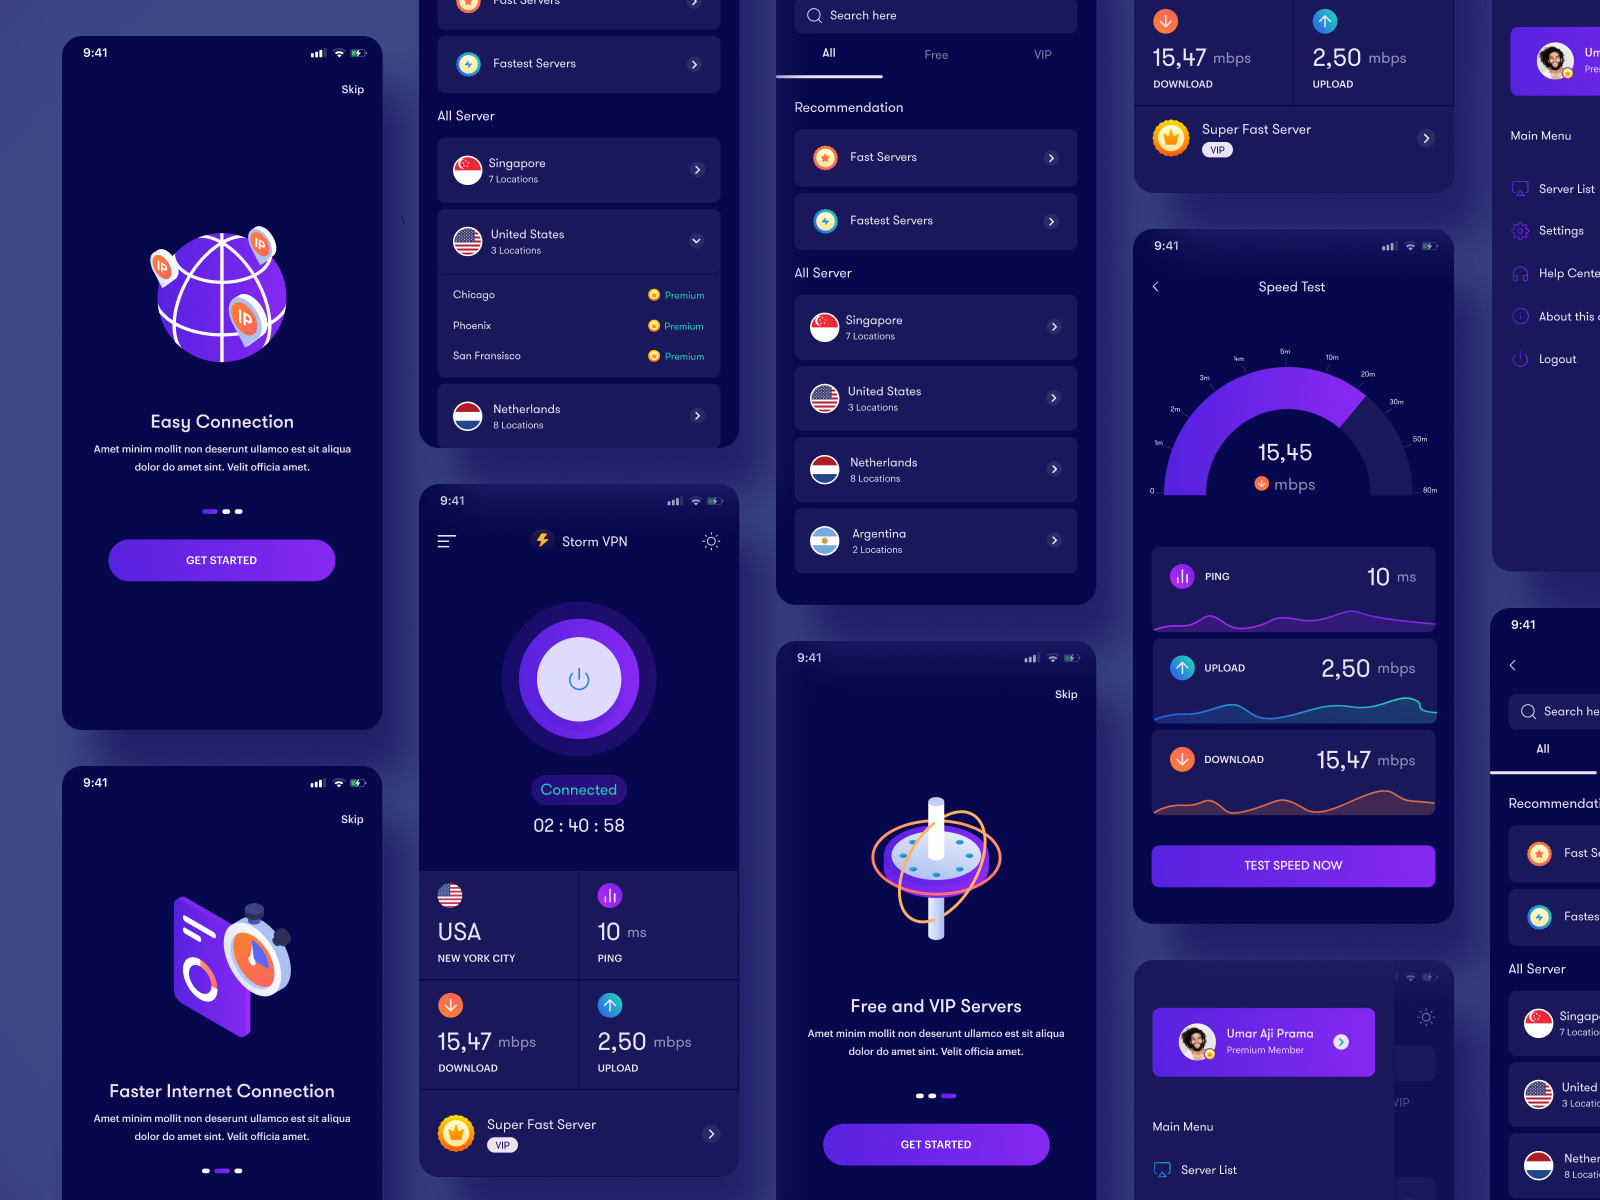 9:41
Skip
Easy Connection
Amet minim mollit non deserunt ullamco est sit aliqua
dolor do amet sint. Velit officia amet.
GET STARTED
IP
IP
IP
9:41
Skip
Faster Internet Connection
Amet minim mollit non deserunt ullamco est sit aliqua
dolor do amet sint. Velit officia amet.
Fast Servers
Fastest Servers
All Server
Singapore
7 Locations
United States
3 Locations
Chicago
Premium
Phoenix
Premium
San Fransisco
Premium
Netherlands
8 Locations
9:41
Storm VPN
Connected
02 : 40 : 58
USA
NEW YORK CITY
10 ms
PING
15,47 mbps
DOWNLOAD
2,50 mbps
UPLOAD
Super Fast Server
VIP
Search here
All
Free
VIP
Recommendation
Fast Servers
Fastest Servers
All Server
Singapore
7 Locations
United States
3 Locations
Netherlands
8 Locations
Argentina
2 Locations
9:41
Skip
Free and VIP Servers
Amet minim mollit non deserunt ullamco est sit aliqua
dolor do amet sint. Velit officia amet.
GET STARTED
15,47 mbps
DOWNLOAD
2,50 mbps
UPLOAD
Super Fast Server
VIP
9:41
Speed Test
0
1m
2m
3m
4m
5m
10m
20m
30m
50m
80m
15,45
mbps
PING
10 ms
UPLOAD
2,50 mbps
DOWNLOAD
15,47 mbps
TEST SPEED NOW
Umar Aji Prama
Premium Member
VIP
Main Menu
Server List
Um
Pre
Main Menu
Server List
Settings
Help Cente
About this
Logout
9:41
Search he
All
Recommendati
Fast Se
Fastes
All Server
Singap
7 Locatio
United
3 Locatio
Nether
8 Locati